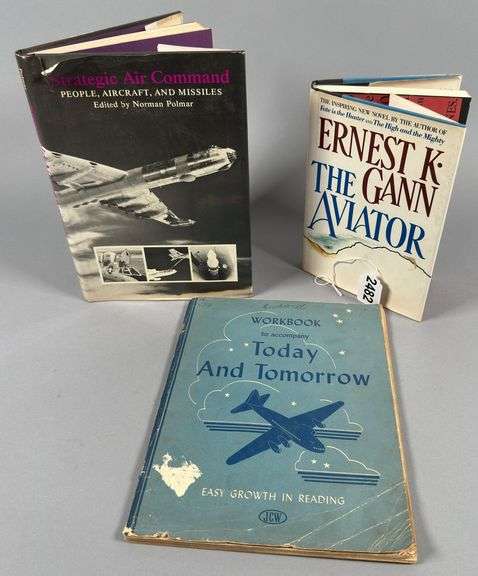 Strategic Air Command
PEOPLE, AIRCRAFT, AND MISSILES
Edited by Norman Polmar
THE INSPIRING NEW NOVEL BY THE AUTHOR OF
Fate is the Hunter and The High and the Mighty
ERNEST K.
GANN
THE
AVIATOR
2482
WORKBOOK
to accompany
Today
And Tomorrow
EASY GROWTH IN READING
JCW